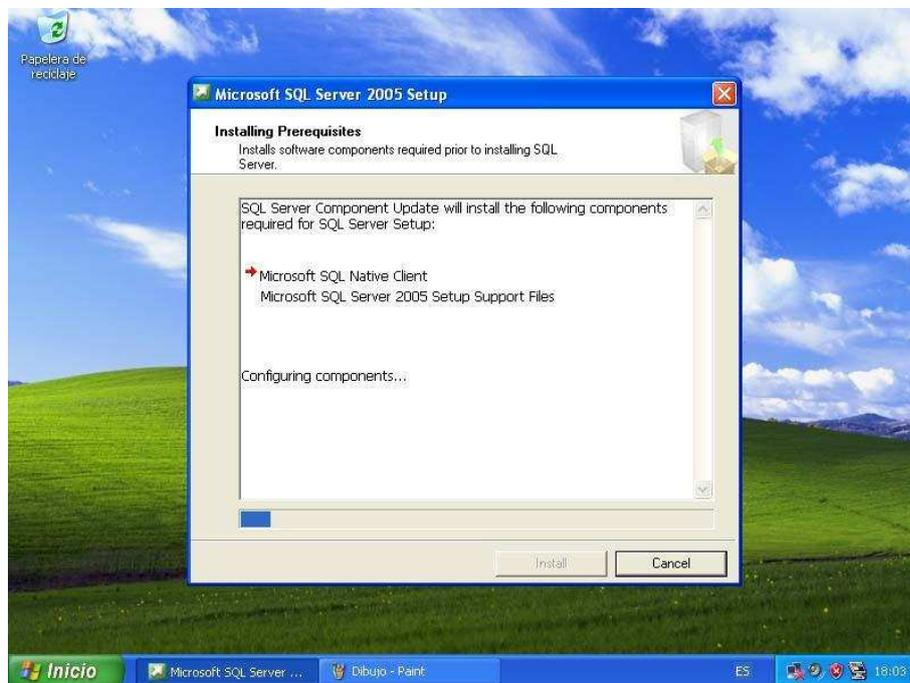 Papelera de
reciclaje
Microsoft SQL Server 2005 Setup
Installing Prerequisites
Installs software components required prior to installing SQL
Server.
SQL Server Component Update will install the following components
required for SQL Server Setup:
Microsoft SQL Native Client
Microsoft SQL Server 2005 Setup Support Files
Configuring components...
Install
Cancel
Inicio
Microsoft SQL Server ...
Dibujo - Paint
ES
18:03